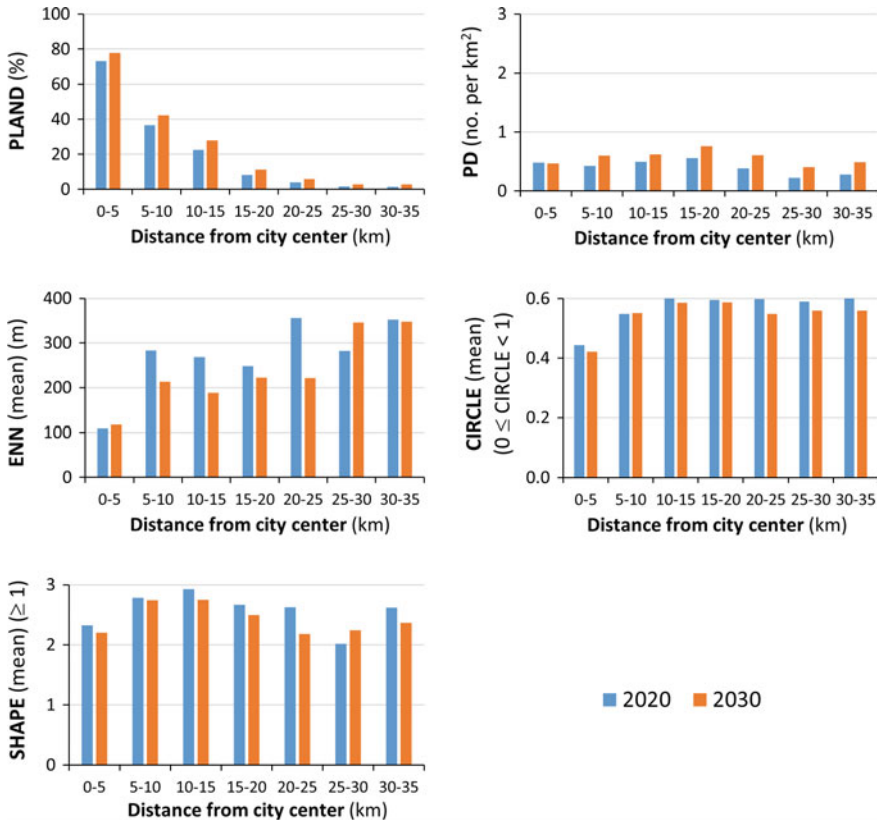 PLAND (%)
100
80
60
40
20
0
0-5 5-10 10-15 15-20 20-25 25-30 30-35
Distance from city center (km)
PD (no. per km²)
3
2
1
0
0-5 5-10 10-15 15-20 20-25 25-30 30-35
Distance from city center (km)
ENN (mean) (m)
400
300
200
100
0
0-5 5-10 10-15 15-20 20-25 25-30 30-35
Distance from city center (km)
CIRCLE (mean)
(0 ≤ CIRCLE < 1)
0.6
0.4
0.2
0.0
0-5 5-10 10-15 15-20 20-25 25-30 30-35
Distance from city center (km)
SHAPE (mean) (≥ 1)
3
2
1
0
0-5 5-10 10-15 15-20 20-25 25-30 30-35
Distance from city center (km)
2020 2030